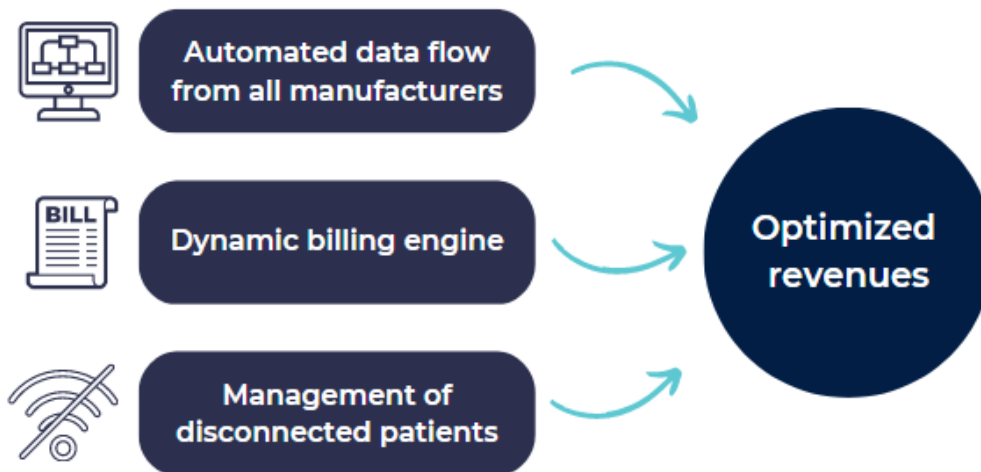 Automated data flow
from all manufacturers
BILL
Dynamic billing engine
Management of
disconnected patients
Optimized
revenues